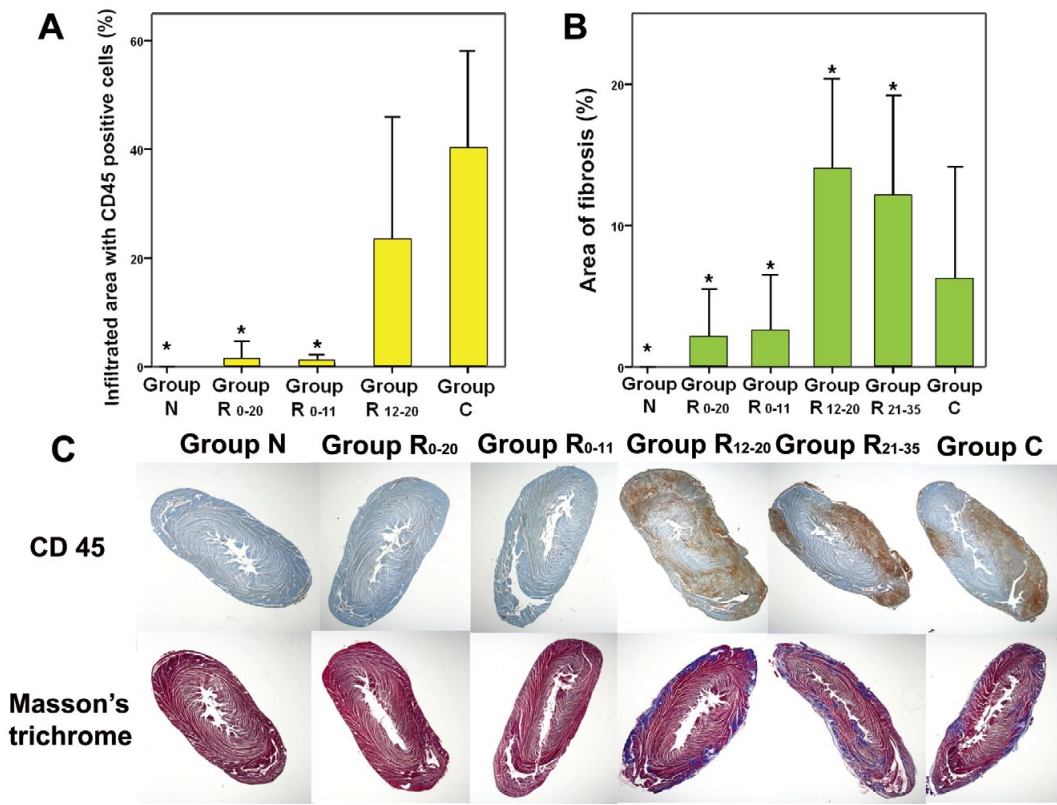 A
Infiltrated area with CD45 positive cells (%)
60
40
20
0
*
*
*
Group N
Group R 0-20
Group R 0-11
Group R 12-20
Group C
B
Area of fibrosis (%)
20
10
0
*
*
*
*
*
Group N
Group R 0-20
Group R 0-11
Group R 12-20
Group R 21-35
Group C
C
Group N
Group R0-20
Group R0-11
Group R12-20
Group R21-35
Group C
CD 45
Masson's
trichrome